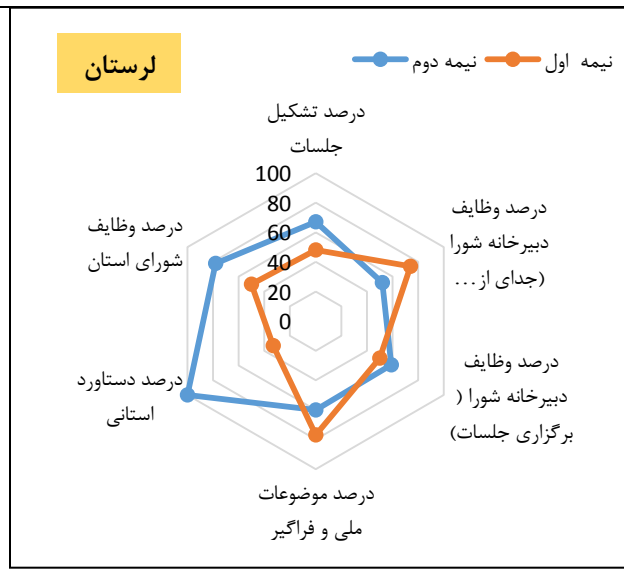 لرستان
نیمه اول
نیمه دوم
درصد تشکیل
جلسات
100
80
60
40
20
0
درصد وظایف
دبیرخانه شورا
(جدای از...
درصد وظایف
دبیرخانه شورا (
برگزاری جلسات)
درصد موضوعات
ملی و فراگیر
درصد دستاورد
استانی
درصد وظایف
شورای استان